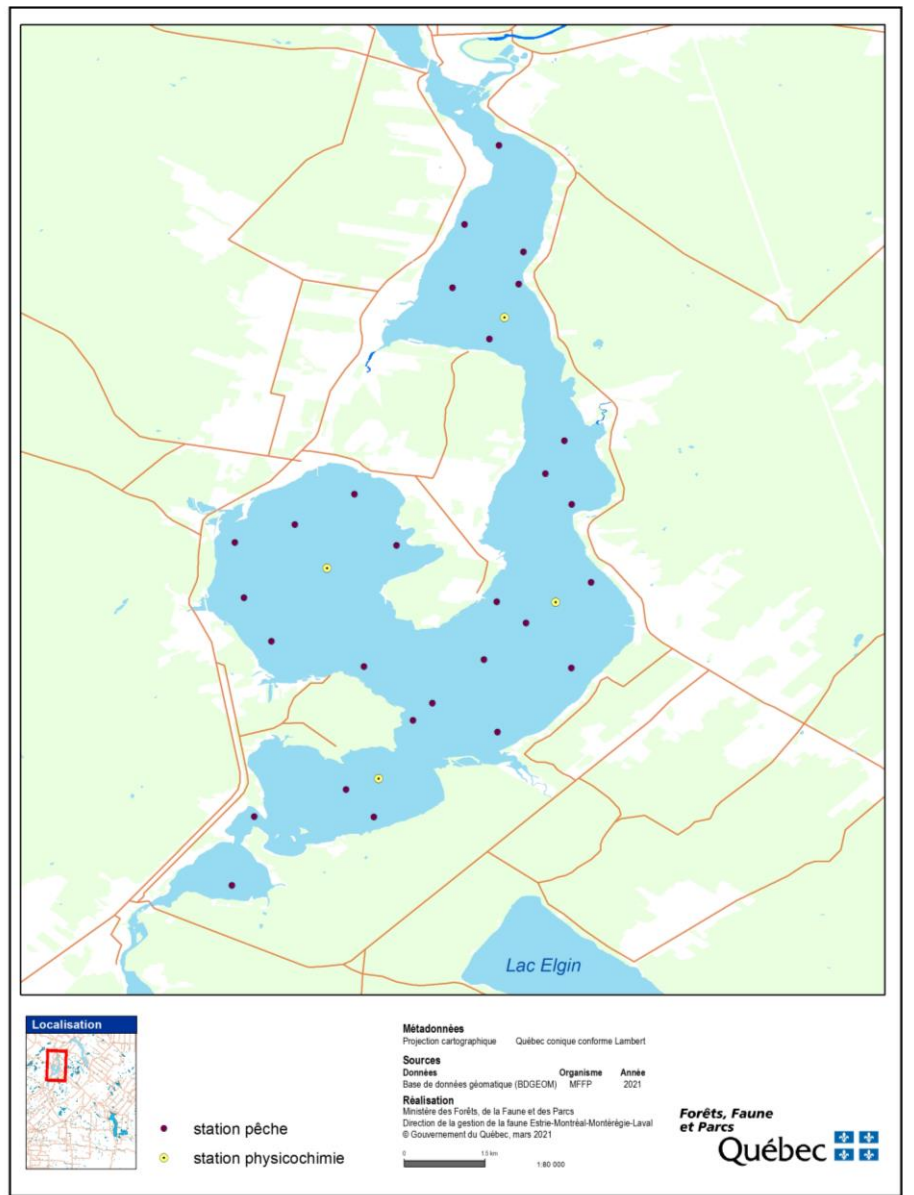 Lac Elgin
Localisation
station pêche
station physicochimie
Métadonnées
Projection cartographique Québec conique conforme Lambert
Sources
Données Organisme Année
Base de données géomatique (BDGEOM) MFFP 2021
Réalisation
Ministère des Forêts, de la Faune et des Parcs
Direction de la gestion de la faune Estrie-Montréal-Montérégie-Laval
© Gouvernement du Québec, mars 2021
0 1,5 km
1:80 000
Forêts, Faune
et Parcs
Québec